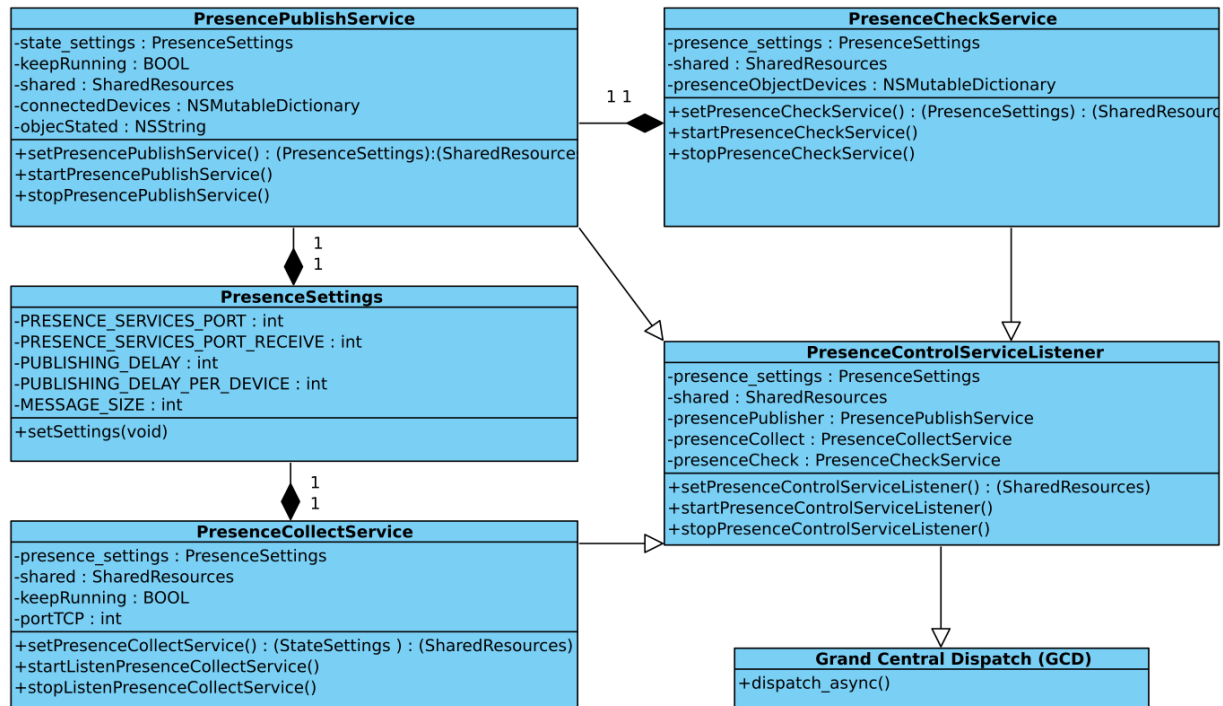 PresencePublishService
-state_settings : PresenceSettings
-keepRunning : BOOL
-shared : SharedResources
-connectedDevices : NSMutableDictionary
-objecStated : NSString
+setPresencePublishService() : (PresenceSettings):(SharedResource
+startPresencePublishService()
+stopPresencePublishService()
1 1
PresenceCheckService
-presence_settings : PresenceSettings
-shared : SharedResources
-presenceObjectDevices : NSMutableDictionary
+setPresenceCheckService() : (PresenceSettings) : (SharedResourc
+startPresenceCheckService()
+stopPresenceCheckService()
1
1
PresenceSettings
-PRESENCE_SERVICES_PORT : int
-PRESENCE_SERVICES_PORT_RECEIVE : int
-PUBLISHING_DELAY : int
-PUBLISHING_DELAY_PER_DEVICE : int
-MESSAGE_SIZE : int
+setSettings(void)
PresenceControlServiceListener
-presence_settings : PresenceSettings
-shared : SharedResources
-presencePublisher : PresencePublishService
-presenceCollect : PresenceCollectService
-presenceCheck : PresenceCheckService
+setPresenceControlServiceListener() : (SharedResources)
+startPresenceControlServiceListener()
+stopPresenceControlServiceListener()
1
1
PresenceCollectService
-presence_settings : PresenceSettings
-shared : SharedResources
-keepRunning : BOOL
-portTCP : int
+setPresenceCollectService() : (StateSettings ) : (SharedResources)
+startListenPresenceCollectService()
+stopListenPresenceCollectService()
Grand Central Dispatch (GCD)
+dispatch_async()